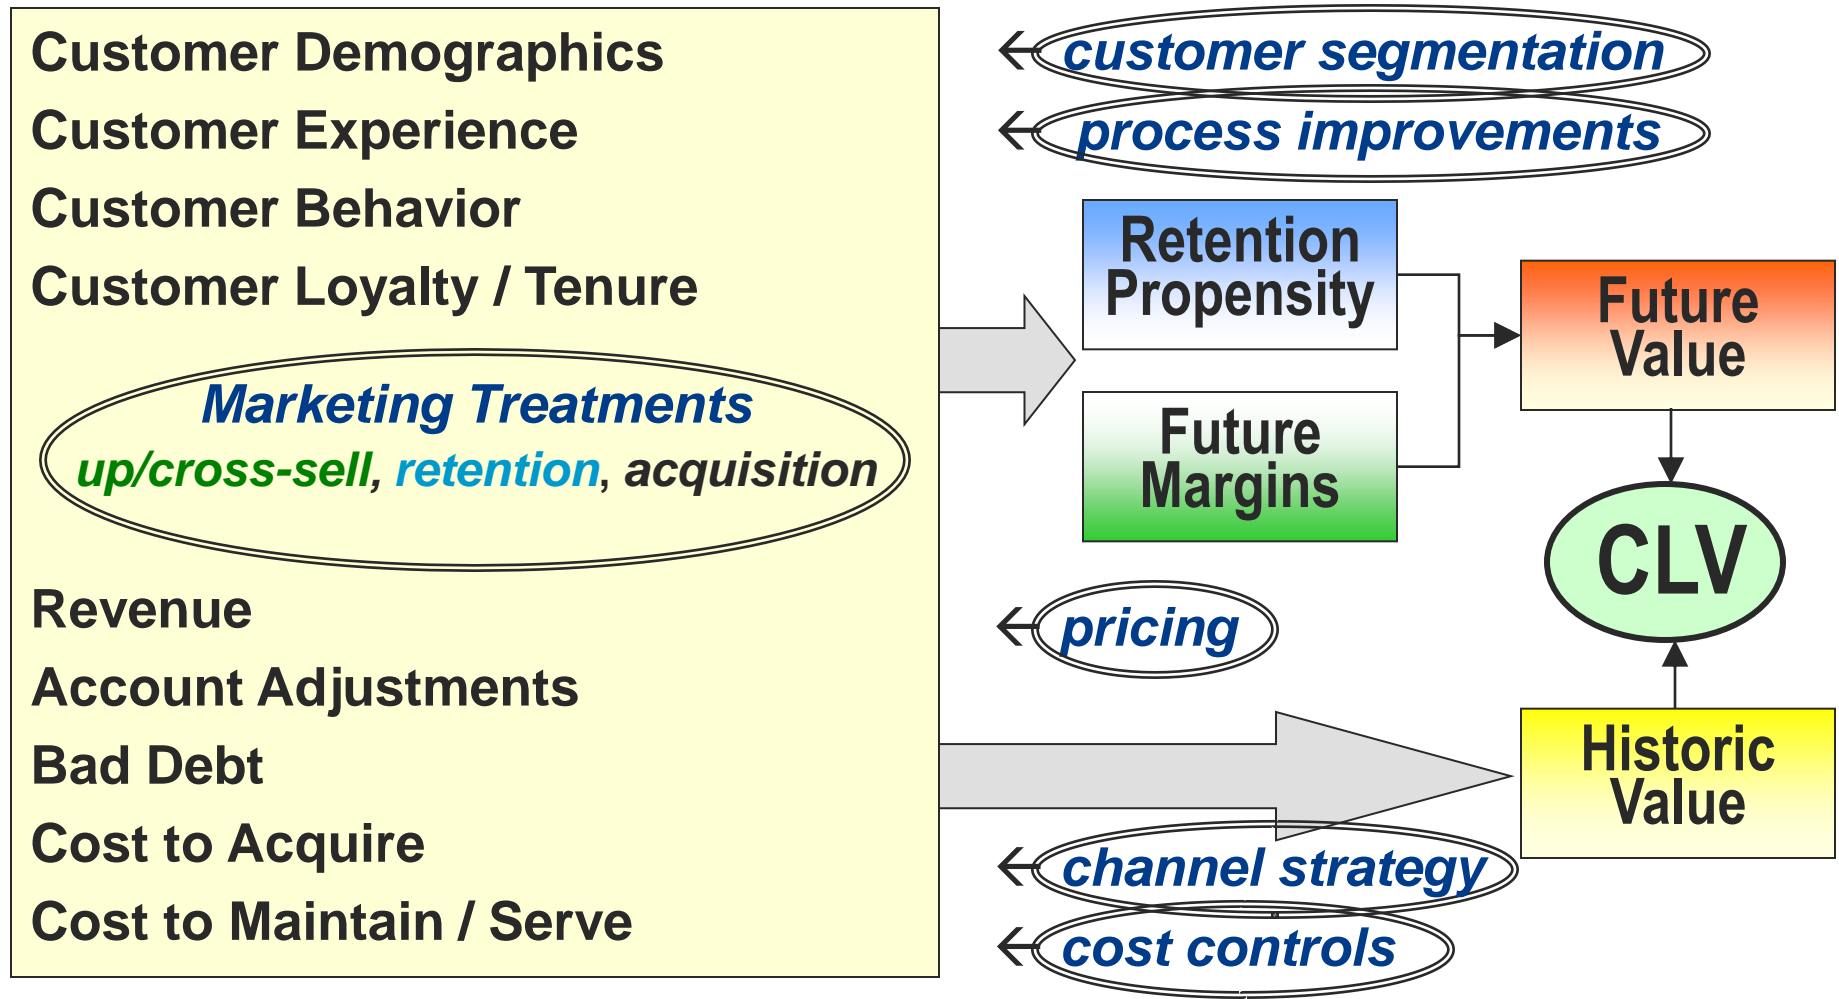 Customer Demographics
Customer Experience
Customer Behavior
Customer Loyalty / Tenure
Marketing Treatments
up/cross-sell, retention, acquisition
Revenue
Account Adjustments
Bad Debt
Cost to Acquire
Cost to Maintain / Serve
← customer segmentation
← process improvements
Retention
Propensity
Future
Margins
Future
Value
CLV
← pricing
Historic
Value
← channel strategy
← cost controls